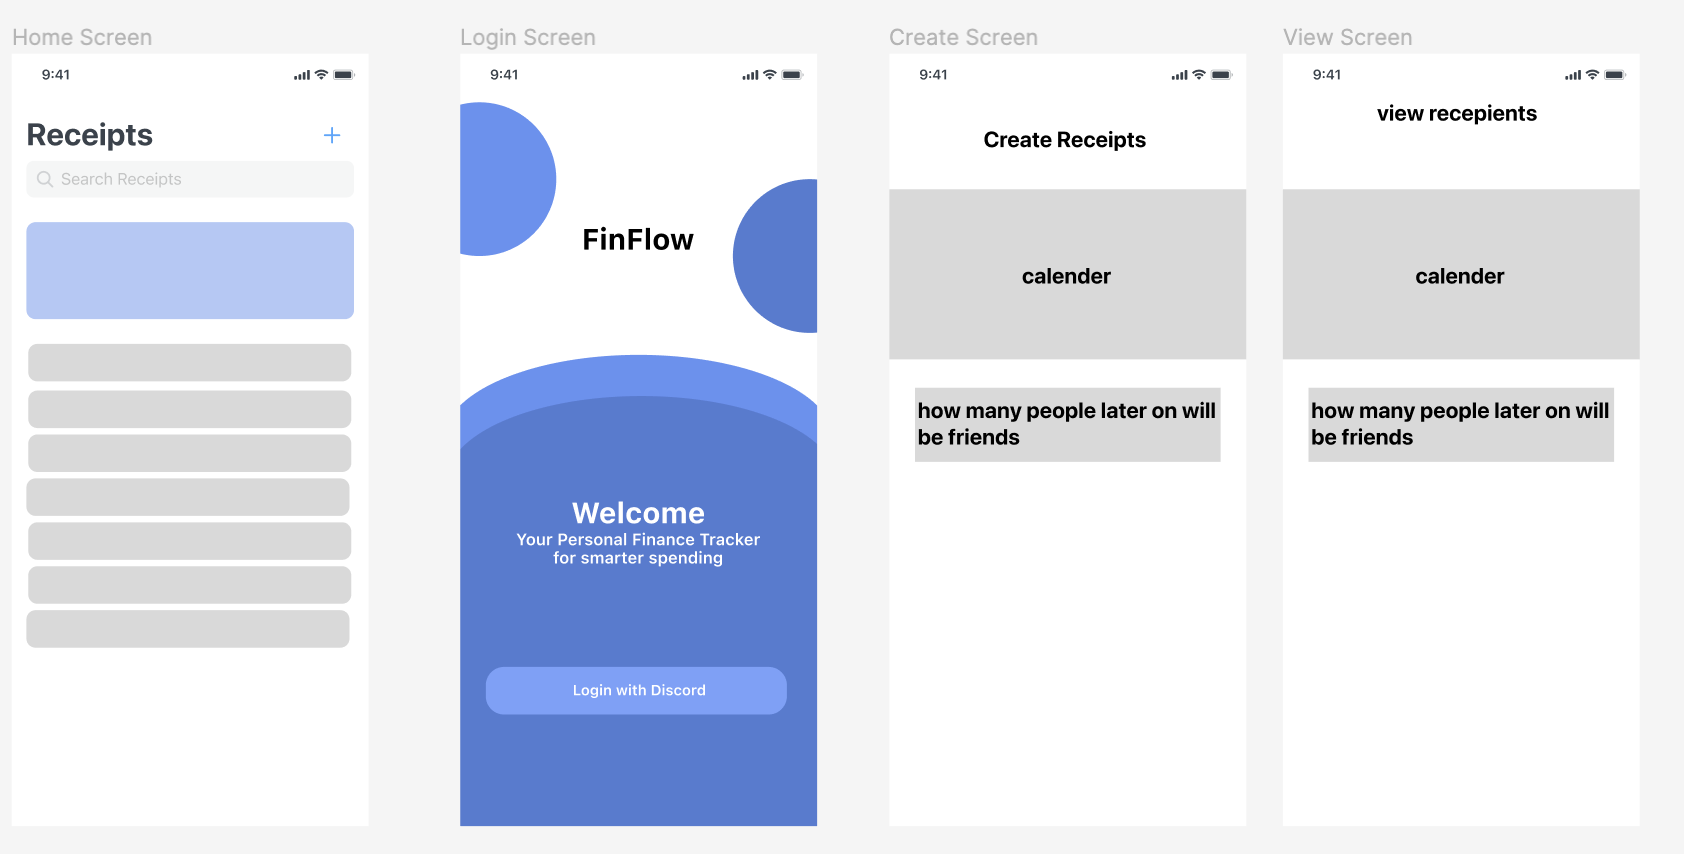 Home Screen
9:41
Receipts
Search Receipts
Login Screen
9:41
FinFlow
Welcome
Your Personal Finance Tracker
for smarter spending
Login with Discord
Create Screen
9:41
Create Receipts
calender
how many people later on will
be friends
View Screen
9:41
view recepients
calender
how many people later on will
be friends